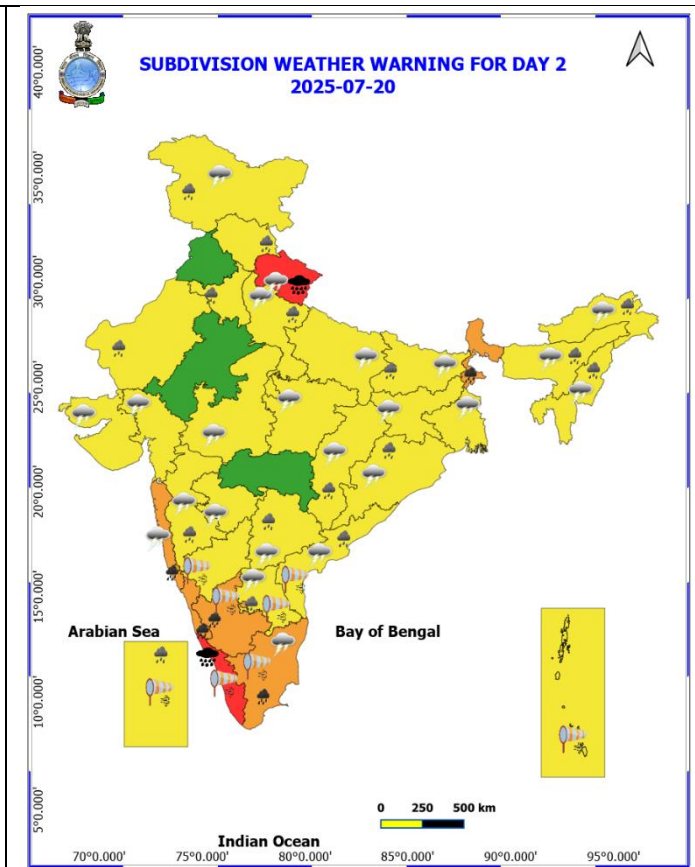 SUBDIVISION WEATHER WARNING FOR DAY 2
2025-07-20
40°0.000'
35°0.000'
30°0.000'
25°0.000'
20°0.000'
15°0.000'
10°0.000'
5°0.000'
Arabian Sea
Bay of Bengal
0 250 500 km
Indian Ocean
70°0.000' 75°0.000' 80°0.000' 85°0.000' 90°0.000' 95°0.000'